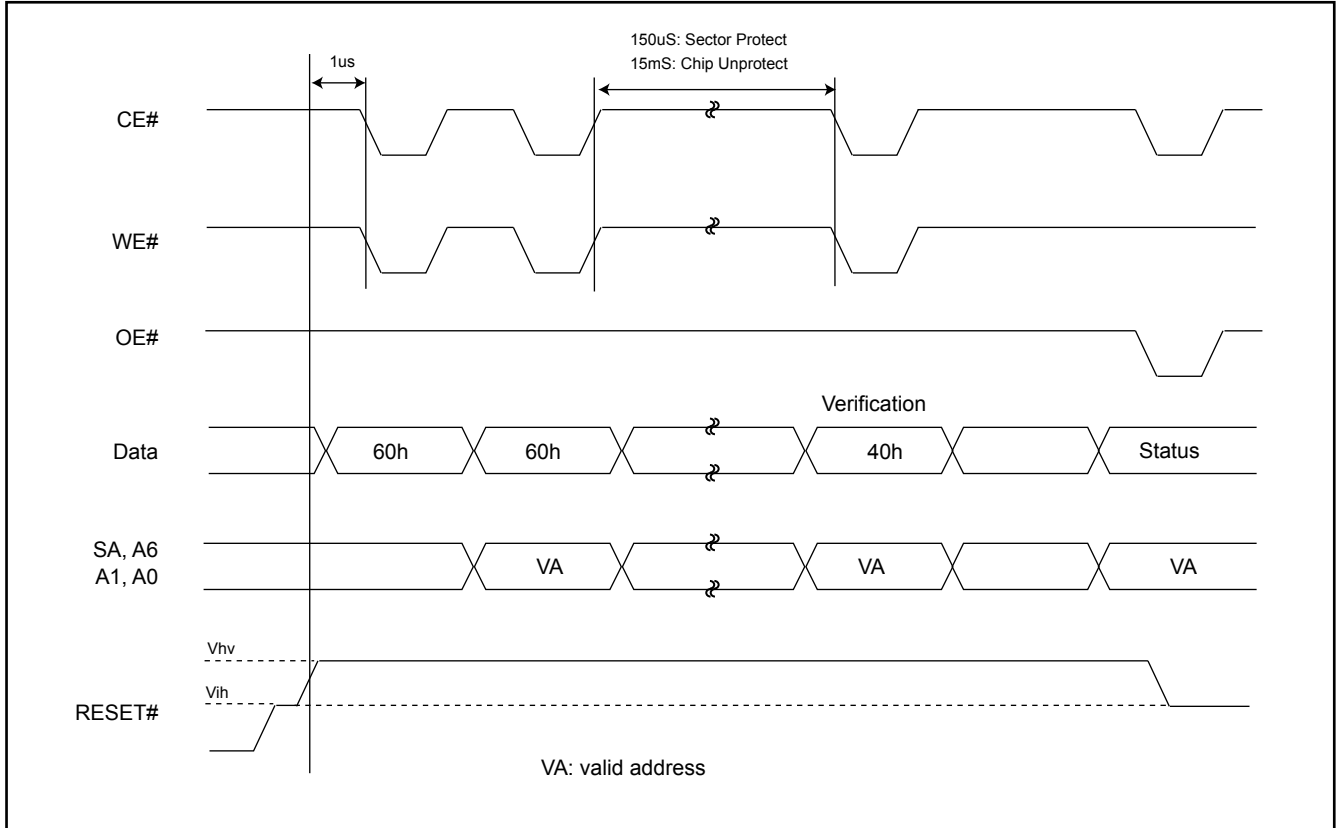 150uS: Sector Protect
15mS: Chip Unprotect
1us
CE#
WE#
OE#
Verification
Data
60h
60h
40h
Status
SA, A6
A1, A0
VA
VA
VA
Vhv
Vih
RESET#
VA: valid address